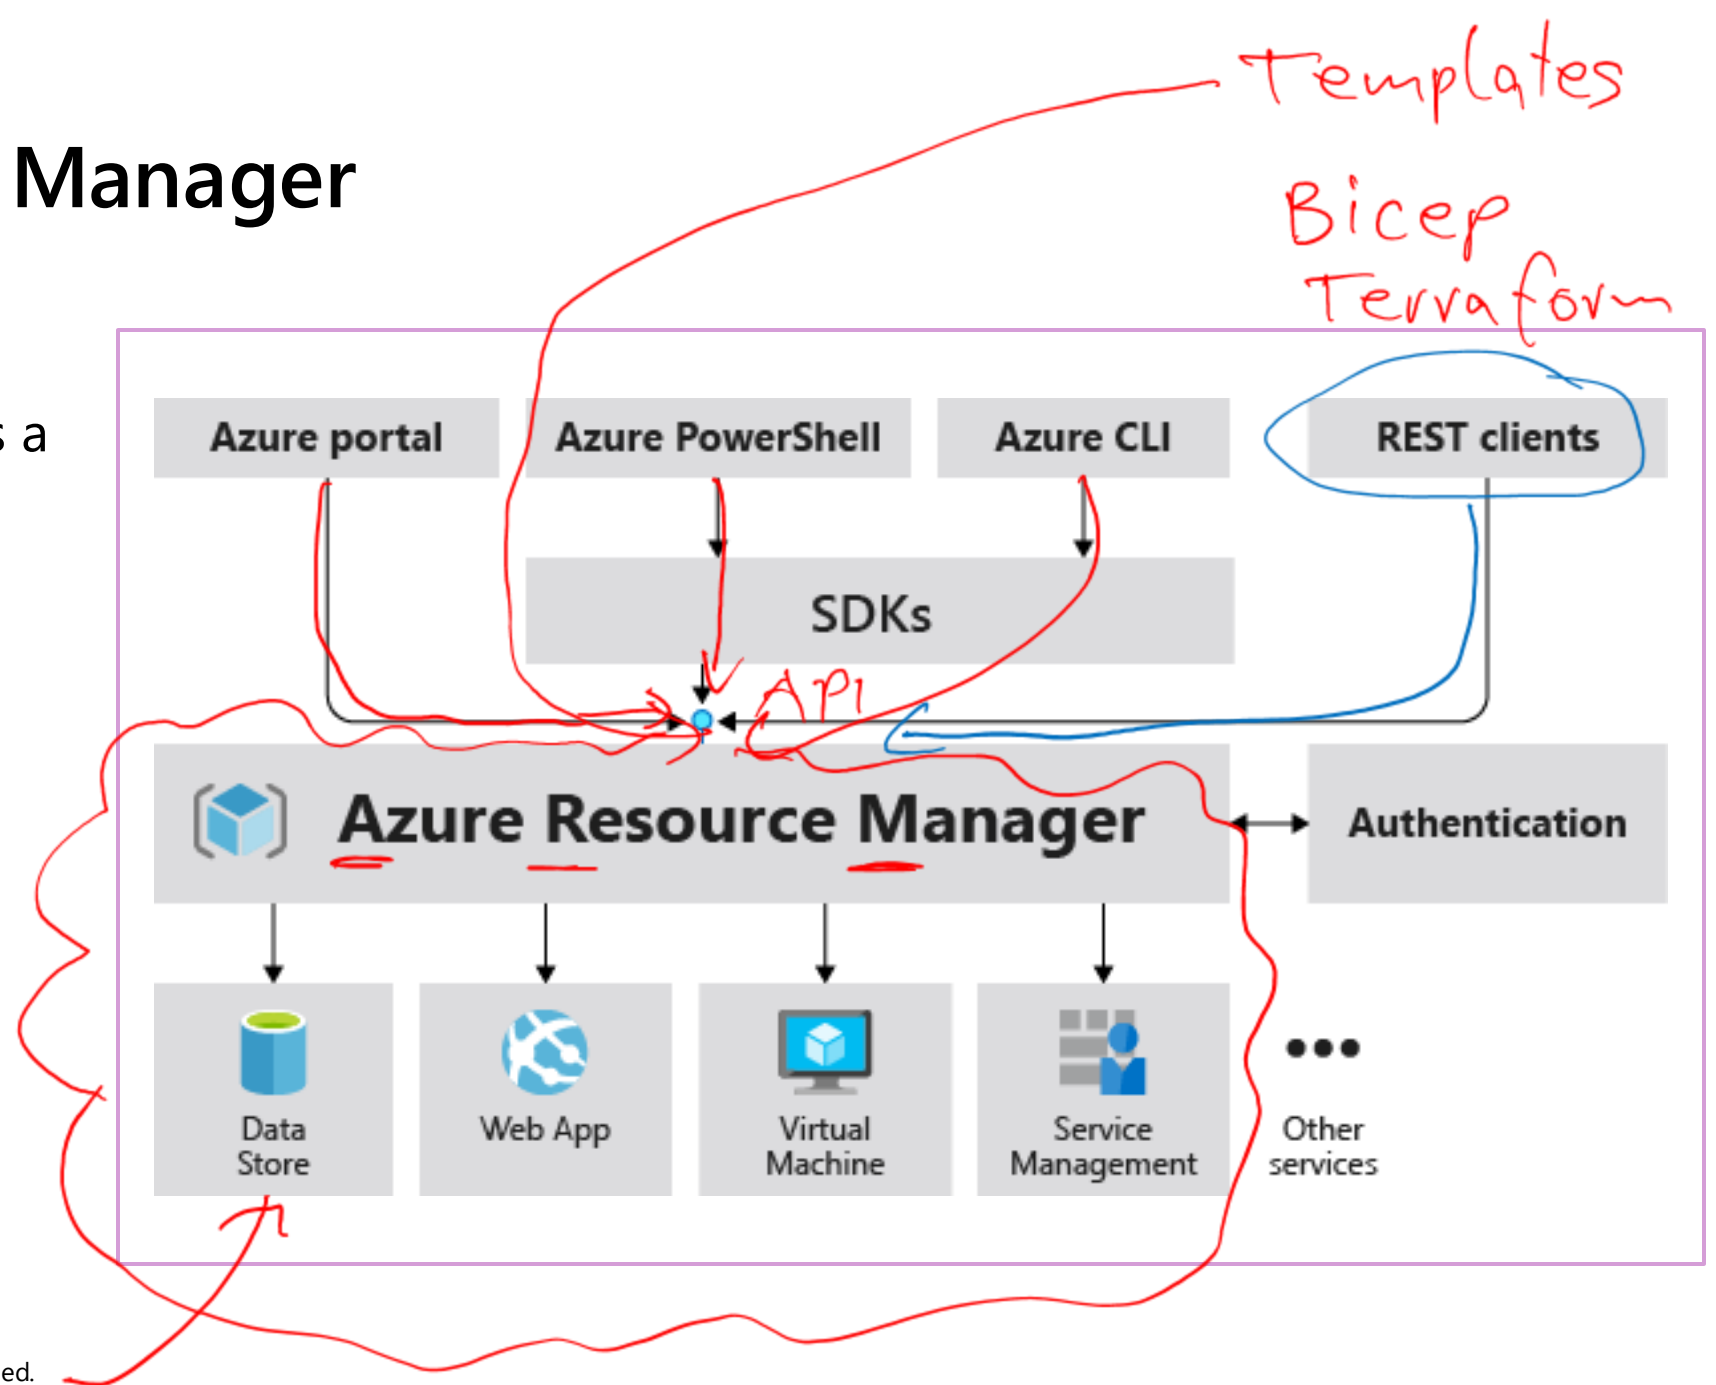 Templates
Manager
Bicep
Terraform
s a
Azure portal
Azure PowerShell
Azure CLI
REST clients
SDKs
API
Azure Resource Manager
Authentication
Data
Store
Web App
Virtual
Machine
Service
Management
Other
services
ed.